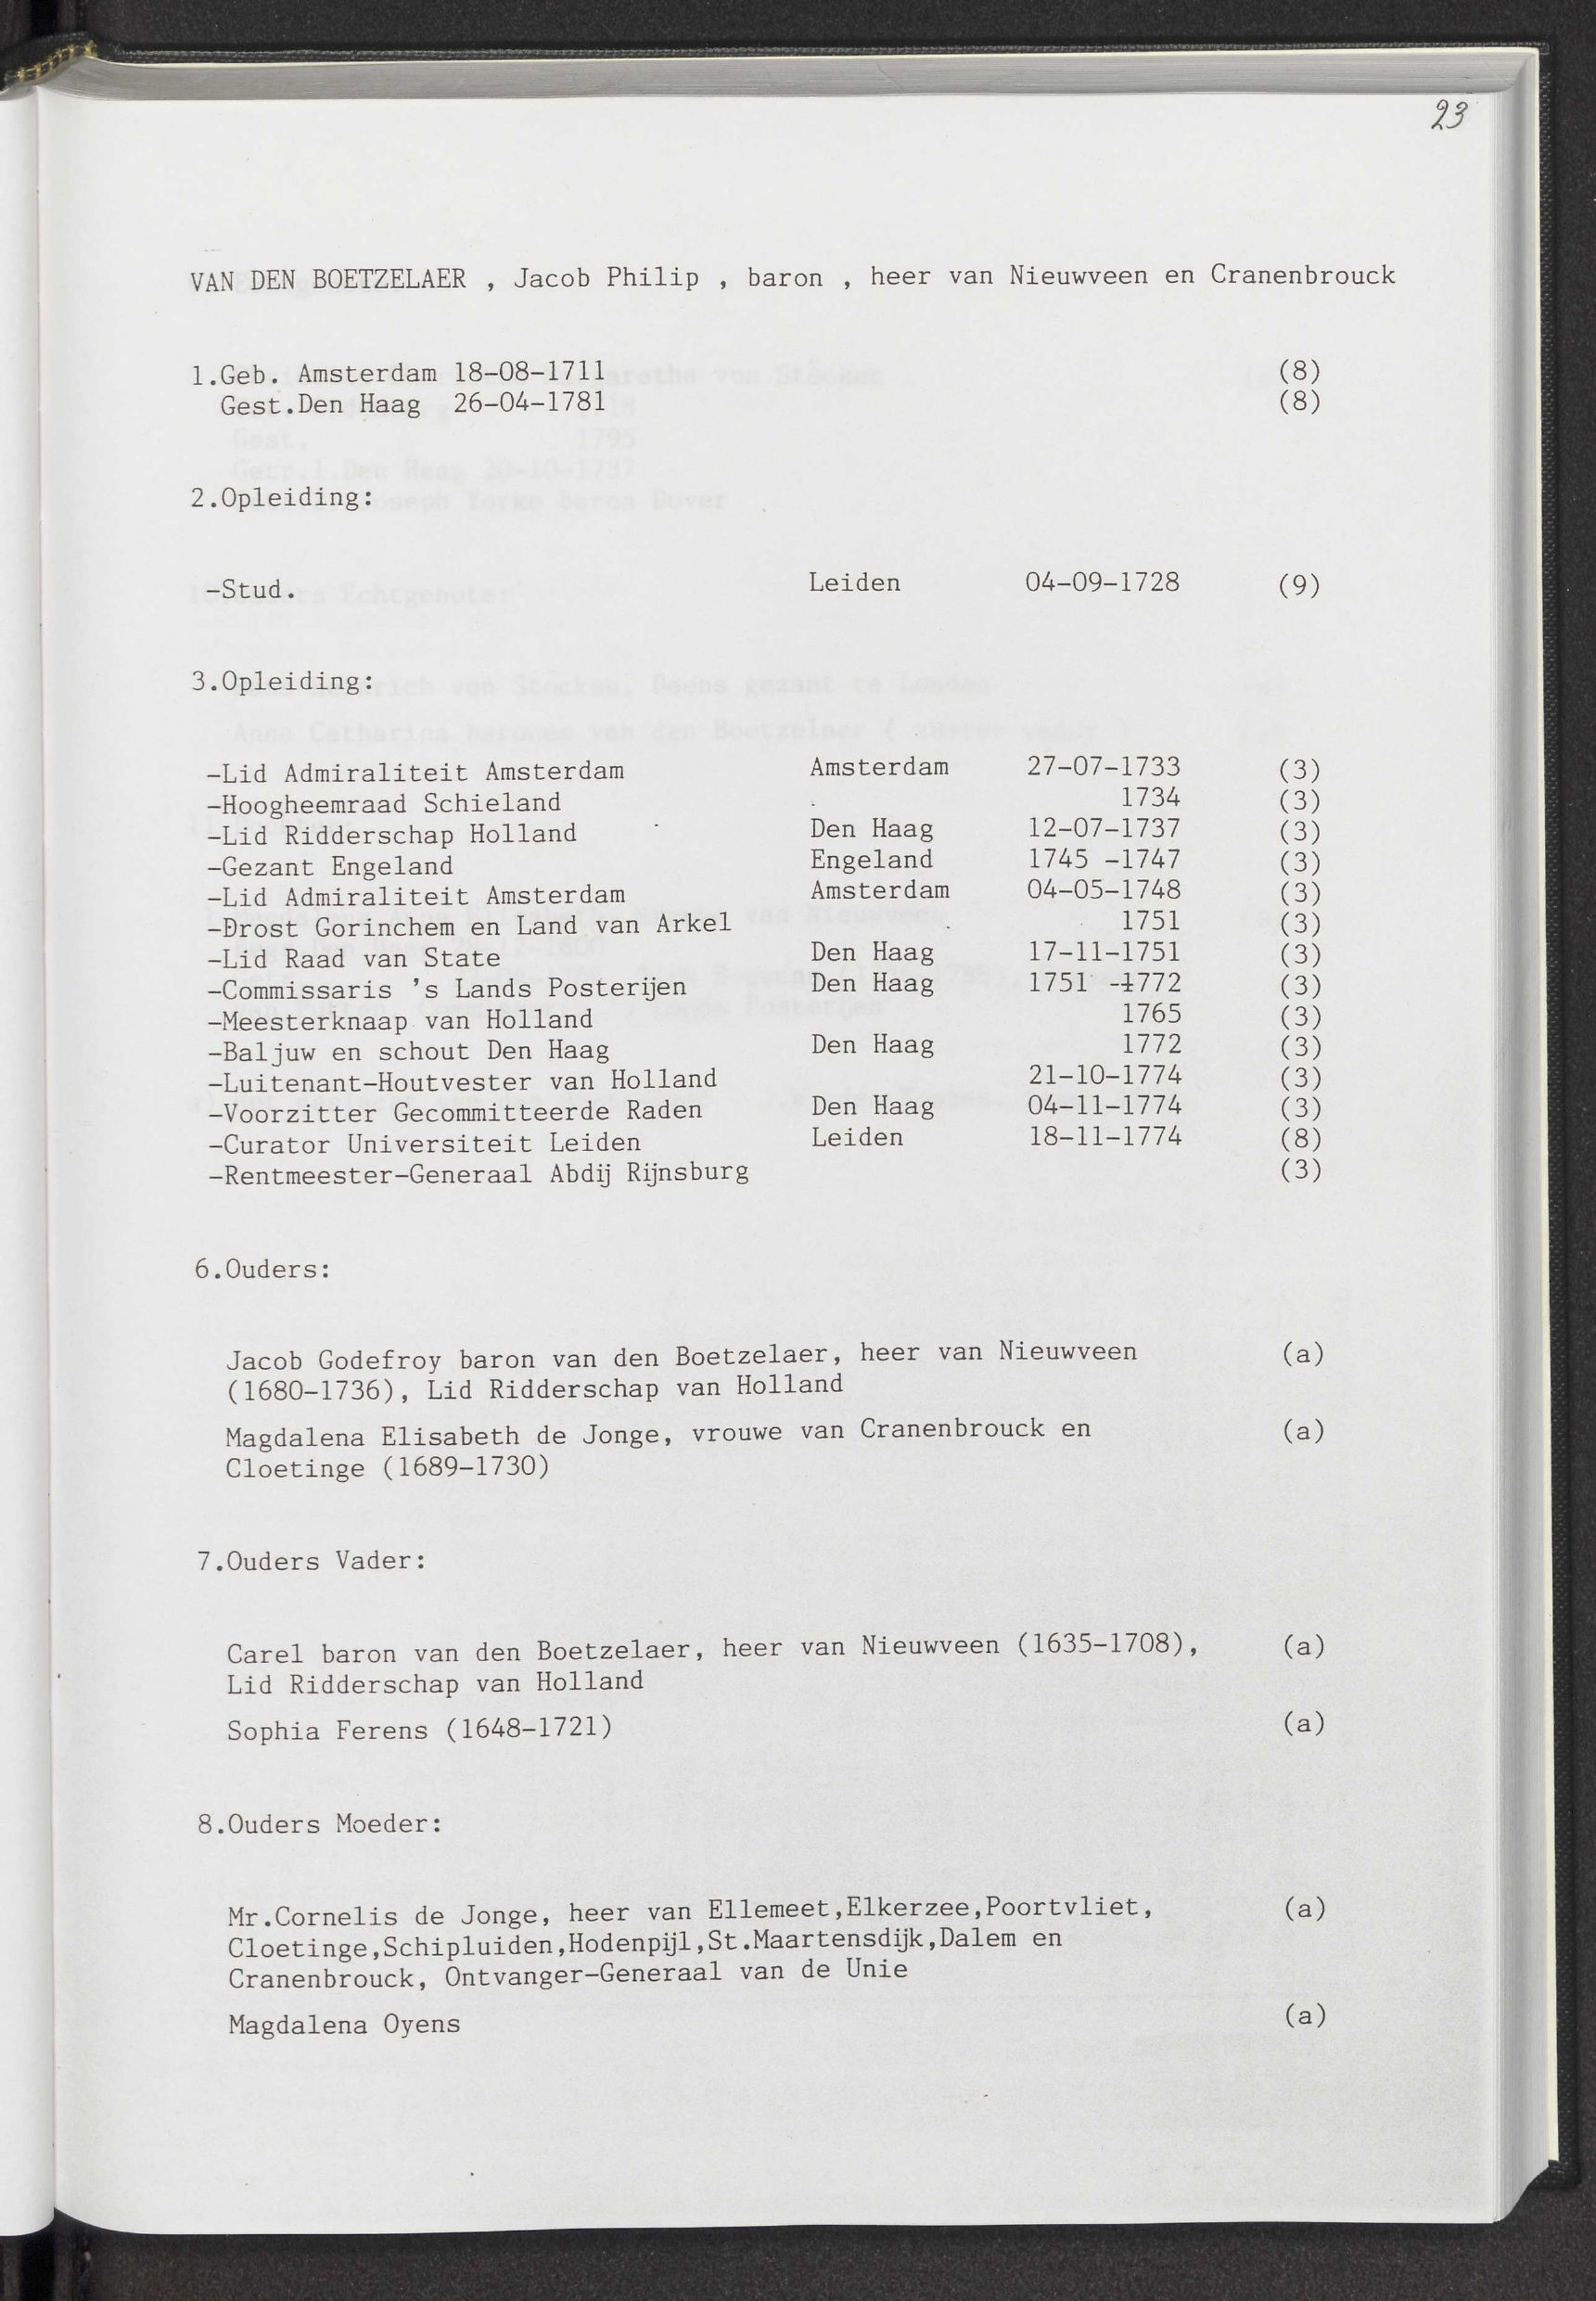 23
VAN DEN BOETZELAER , Jacob Philip , baron , heer van Nieuwveen en Cranenbrouck
1.Geb. Amsterdam 18-08-1711 (8)
Gest.Den Haag 26-04-1781 (8)
2.Opleiding:
-Stud. Leiden 04-09-1728 (9)
3.Opleiding:
-Lid Admiraliteit Amsterdam Amsterdam 27-07-1733 (3)
-Hoogheemraad Schieland 1734 (3)
-Lid Ridderschap Holland Den Haag 12-07-1737 (3)
-Gezant Engeland Engeland 1745 -1747 (3)
-Lid Admiraliteit Amsterdam Amsterdam 04-05-1748 (3)
-Drost Gorinchem en Land van Arkel 1751 (3)
-Lid Raad van State Den Haag 17-11-1751 (3)
-Commissaris 's Lands Posterijen Den Haag 1751 -1772 (3)
-Meesterknaap van Holland 1765 (3)
-Baljuw en schout Den Haag Den Haag 1772 (3)
-Luitenant-Houtvester van Holland 21-10-1774 (3)
-Voorzitter Gecommitteerde Raden Den Haag 04-11-1774 (3)
-Curator Universiteit Leiden Leiden 18-11-1774 (8)
-Rentmeester-Generaal Abdij Rijnsburg (3)
6.Ouders:
Jacob Godefroy baron van den Boetzelaer, heer van Nieuwveen (a)
(1680-1736), Lid Ridderschap van Holland
Magdalena Elisabeth de Jonge, vrouwe van Cranenbrouck en (a)
Cloetinge (1689-1730)
7.Ouders Vader:
Carel baron van den Boetzelaer, heer van Nieuwveen (1635-1708), (a)
Lid Ridderschap van Holland
Sophia Ferens (1648-1721) (a)
8.Ouders Moeder:
Mr.Cornelis de Jonge, heer van Ellemeet,Elkerzee,Poortvliet, (a)
Cloetinge,Schipluiden,Hodenpijl,St.Maartensdijk,Dalem en
Cranenbrouck, Ontvanger-Generaal van de Unie
Magdalena Oyens (a)